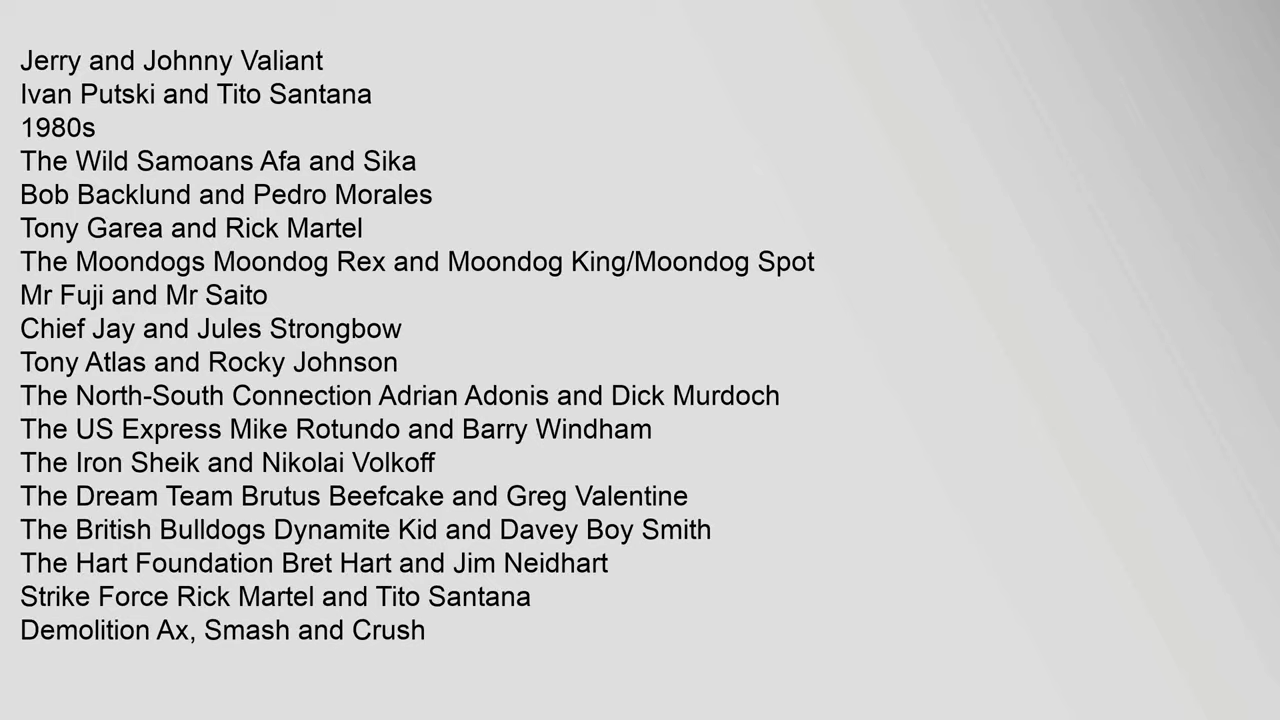 Jerry and Johnny Valiant
Ivan Putski and Tito Santana
1980s
The Wild Samoans Afa and Sika
Bob Backlund and Pedro Morales
Tony Garea and Rick Martel
The Moondogs Moondog Rex and Moondog King/Moondog Spot
Mr Fuji and Mr Saito
Chief Jay and Jules Strongbow
Tony Atlas and Rocky Johnson
The North-South Connection Adrian Adonis and Dick Murdoch
The US Express Mike Rotundo and Barry Windham
The Iron Sheik and Nikolai Volkoff
The Dream Team Brutus Beefcake and Greg Valentine
The British Bulldogs Dynamite Kid and Davey Boy Smith
The Hart Foundation Bret Hart and Jim Neidhart
Strike Force Rick Martel and Tito Santana
Demolition Ax, Smash and Crush